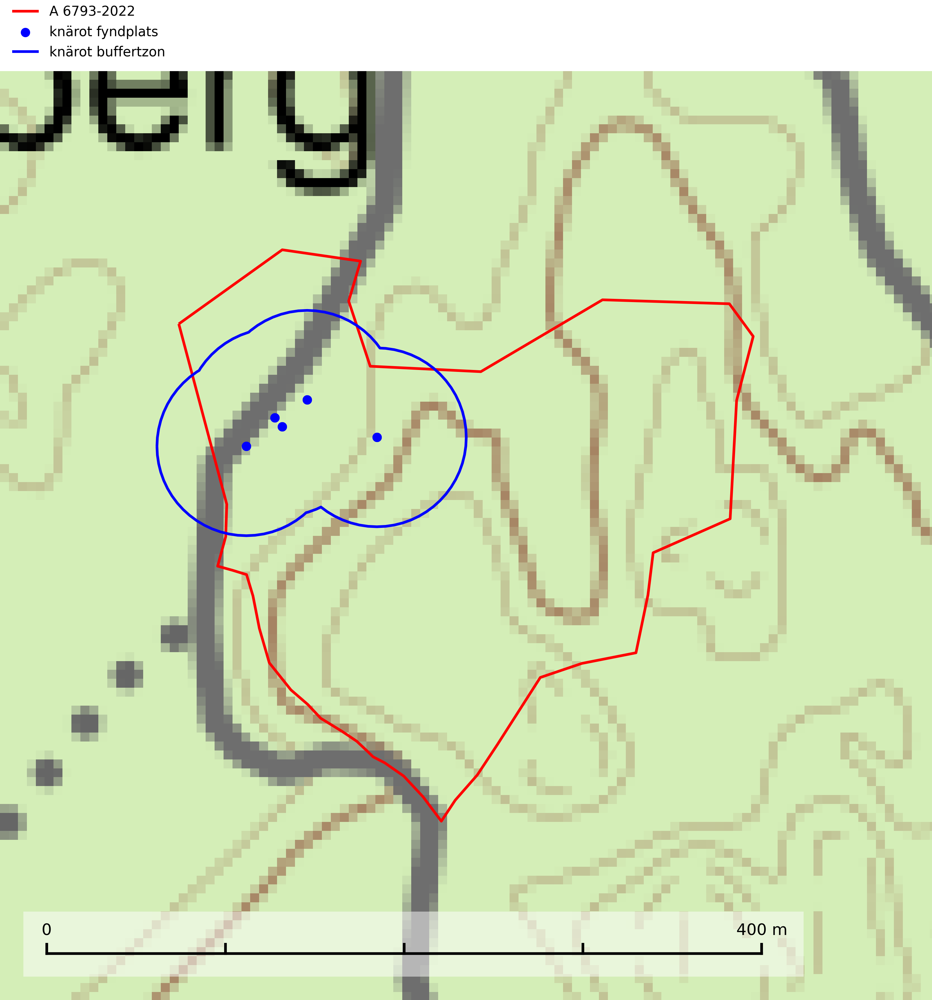 A 6793-2022
knärot fyndplats
knärot buffertzon
0
400 m